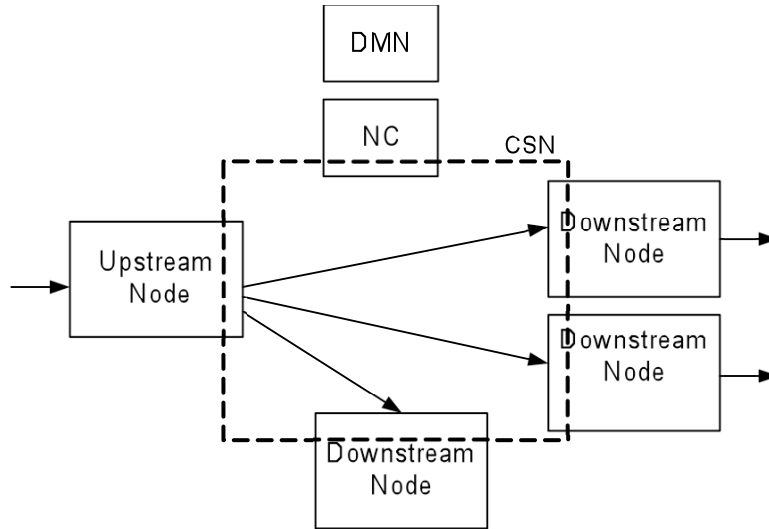 DMN
NC
CSN
Upstream
Node
Downstream
Node
Downstream
Node
Downstream
Node